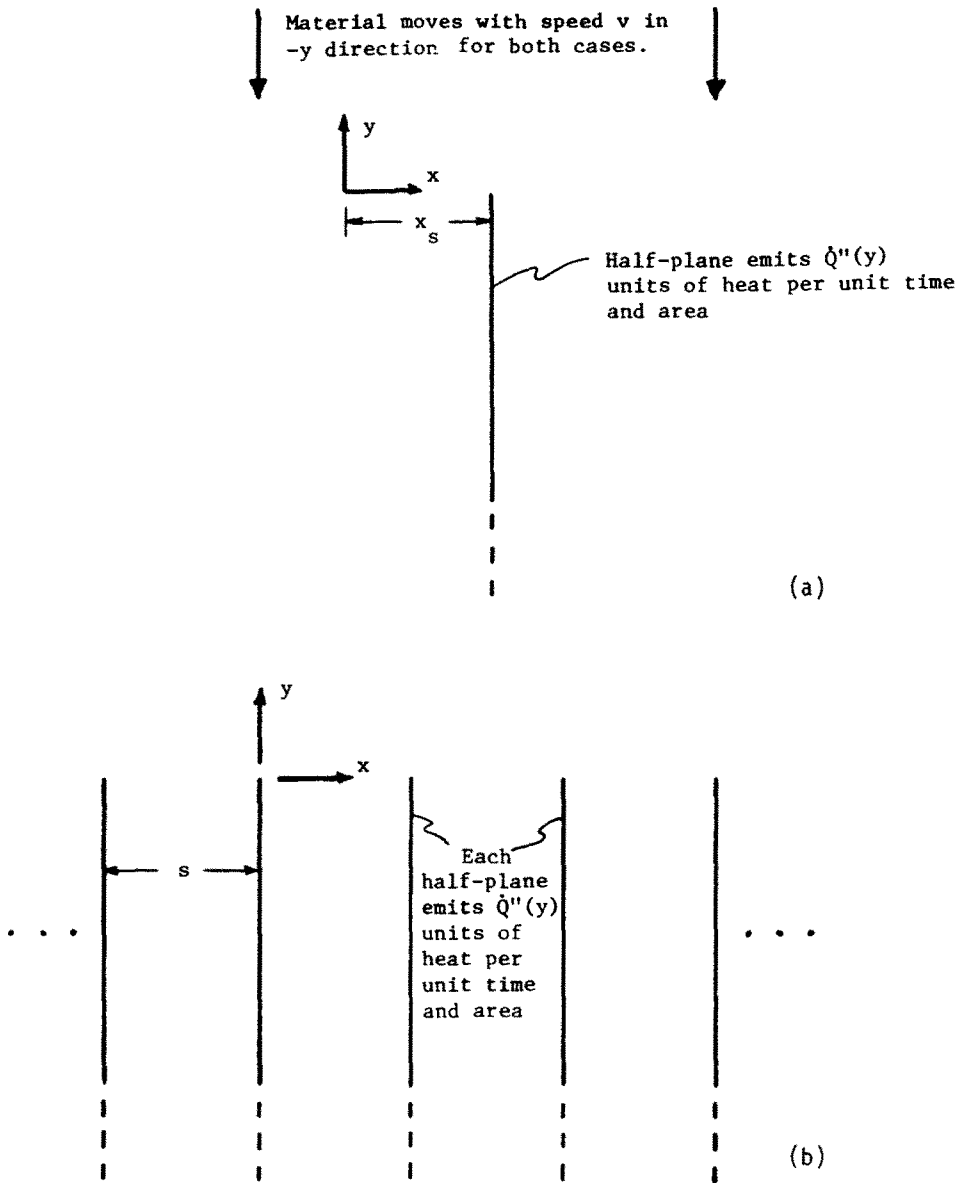 Material moves with speed v in
-y direction for both cases.
y
x
x_s
Half-plane emits Q̇"(y)
units of heat per unit time
and area
(a)
y
x
s
Each
half-plane
emits Q̇"(y)
units of
heat per
unit time
and area
. . .
. . .
(b)